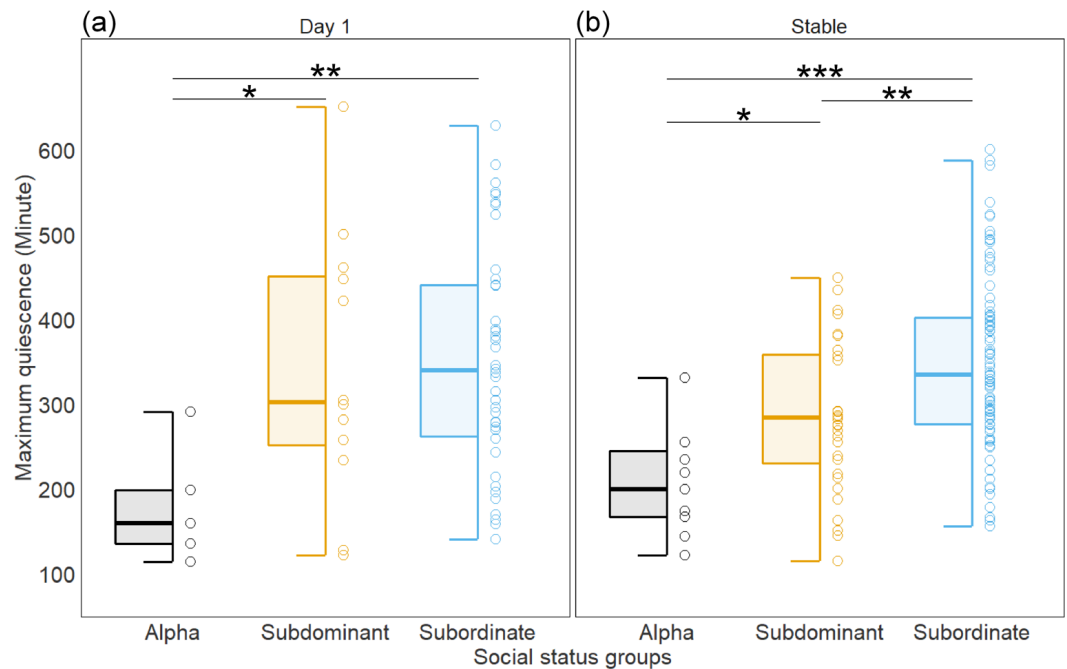 (a)
Day 1
(b)
Stable
**
*
***
**
*
Maximum quiescence (Minute)
600
500
400
300
200
100
Alpha
Subdominant
Subordinate
Alpha
Subdominant
Subordinate
Social status groups